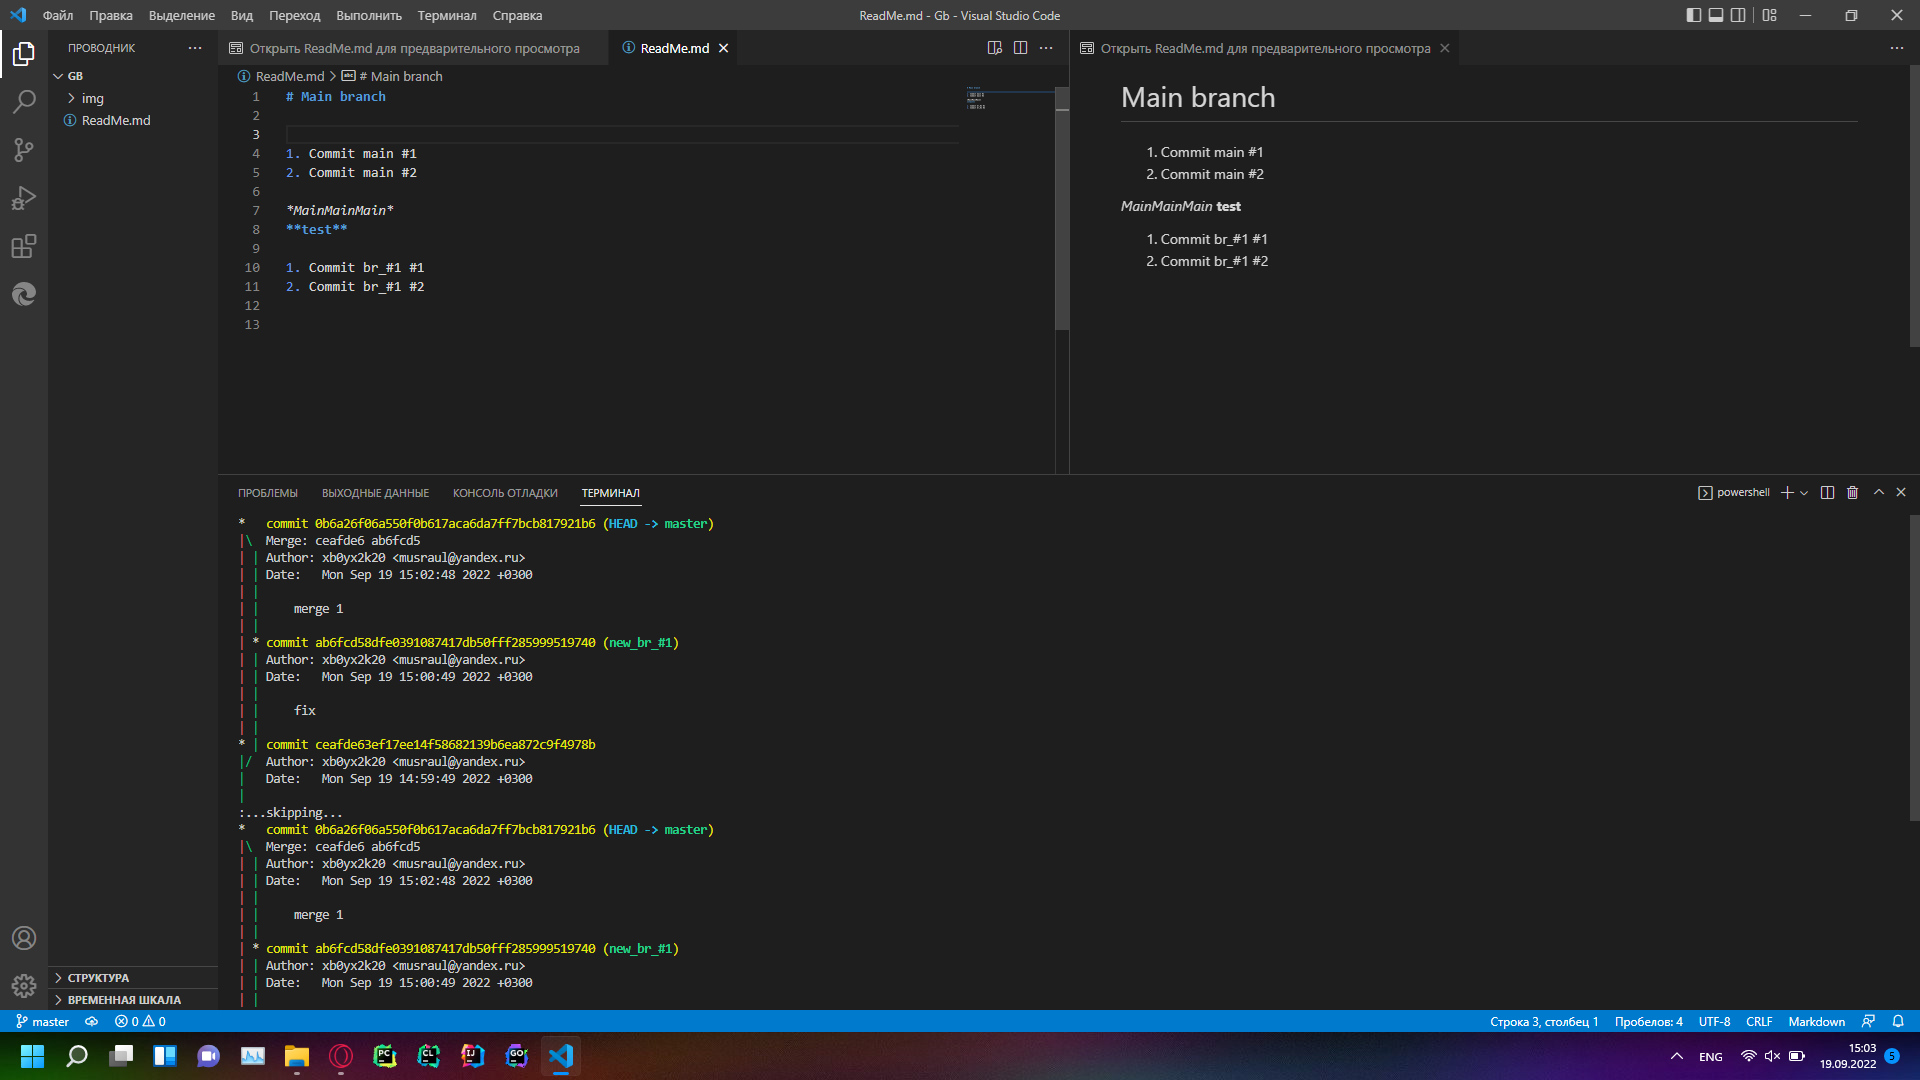 Файл Правка Выделение Вид Переход Выполнить Терминал Справка
ReadMe.md - Gb - Visual Studio Code
ПРОВОДНИК
GB
img
ReadMe.md
СТРУКТУРА
ВРЕМЕННАЯ ШКАЛА
Открыть ReadMe.md для предварительного просмотра
ReadMe.md
ReadMe.md > # Main branch
1 # Main branch
2
3
4 1. Commit main #1
5 2. Commit main #2
6
7 *MainMainMain*
8 **test**
9
10 1. Commit br_#1 #1
11 2. Commit br_#1 #2
12
13
Открыть ReadMe.md для предварительного просмотра
Main branch
1. Commit main #1
2. Commit main #2
MainMainMain test
1. Commit br_#1 #1
2. Commit br_#1 #2
ПРОБЛЕМЫ ВЫХОДНЫЕ ДАННЫЕ КОНСОЛЬ ОТЛАДКИ ТЕРМИНАЛ
powershell
*   commit 0b6a26f06a550f0b617aca6da7ff7bcb817921b6 (HEAD -> master)
|\  Merge: ceafde6 ab6fcd5
| | Author: xb0yx2k20 <musraul@yandex.ru>
| | Date:   Mon Sep 19 15:02:48 2022 +0300
| |
| |     merge 1
| |
| * commit ab6fcd58dfe0391087417db50fff285999519740 (new_br_#1)
| | Author: xb0yx2k20 <musraul@yandex.ru>
| | Date:   Mon Sep 19 15:00:49 2022 +0300
| |
| |     fix
| |
* | commit ceafde63ef17ee14f58682139b6ea872c9f4978b
|/  Author: xb0yx2k20 <musraul@yandex.ru>
|   Date:   Mon Sep 19 14:59:49 2022 +0300
|
:...skipping...
*   commit 0b6a26f06a550f0b617aca6da7ff7bcb817921b6 (HEAD -> master)
|\  Merge: ceafde6 ab6fcd5
| | Author: xb0yx2k20 <musraul@yandex.ru>
| | Date:   Mon Sep 19 15:02:48 2022 +0300
| |
| |     merge 1
| |
| * commit ab6fcd58dfe0391087417db50fff285999519740 (new_br_#1)
| | Author: xb0yx2k20 <musraul@yandex.ru>
| | Date:   Mon Sep 19 15:00:49 2022 +0300
| |
master 0 0
Строка 3, столбец 1 Пробелов: 4 UTF-8 CRLF Markdown
PC CL IJ GO
ENG
15:03
19.09.2022
5